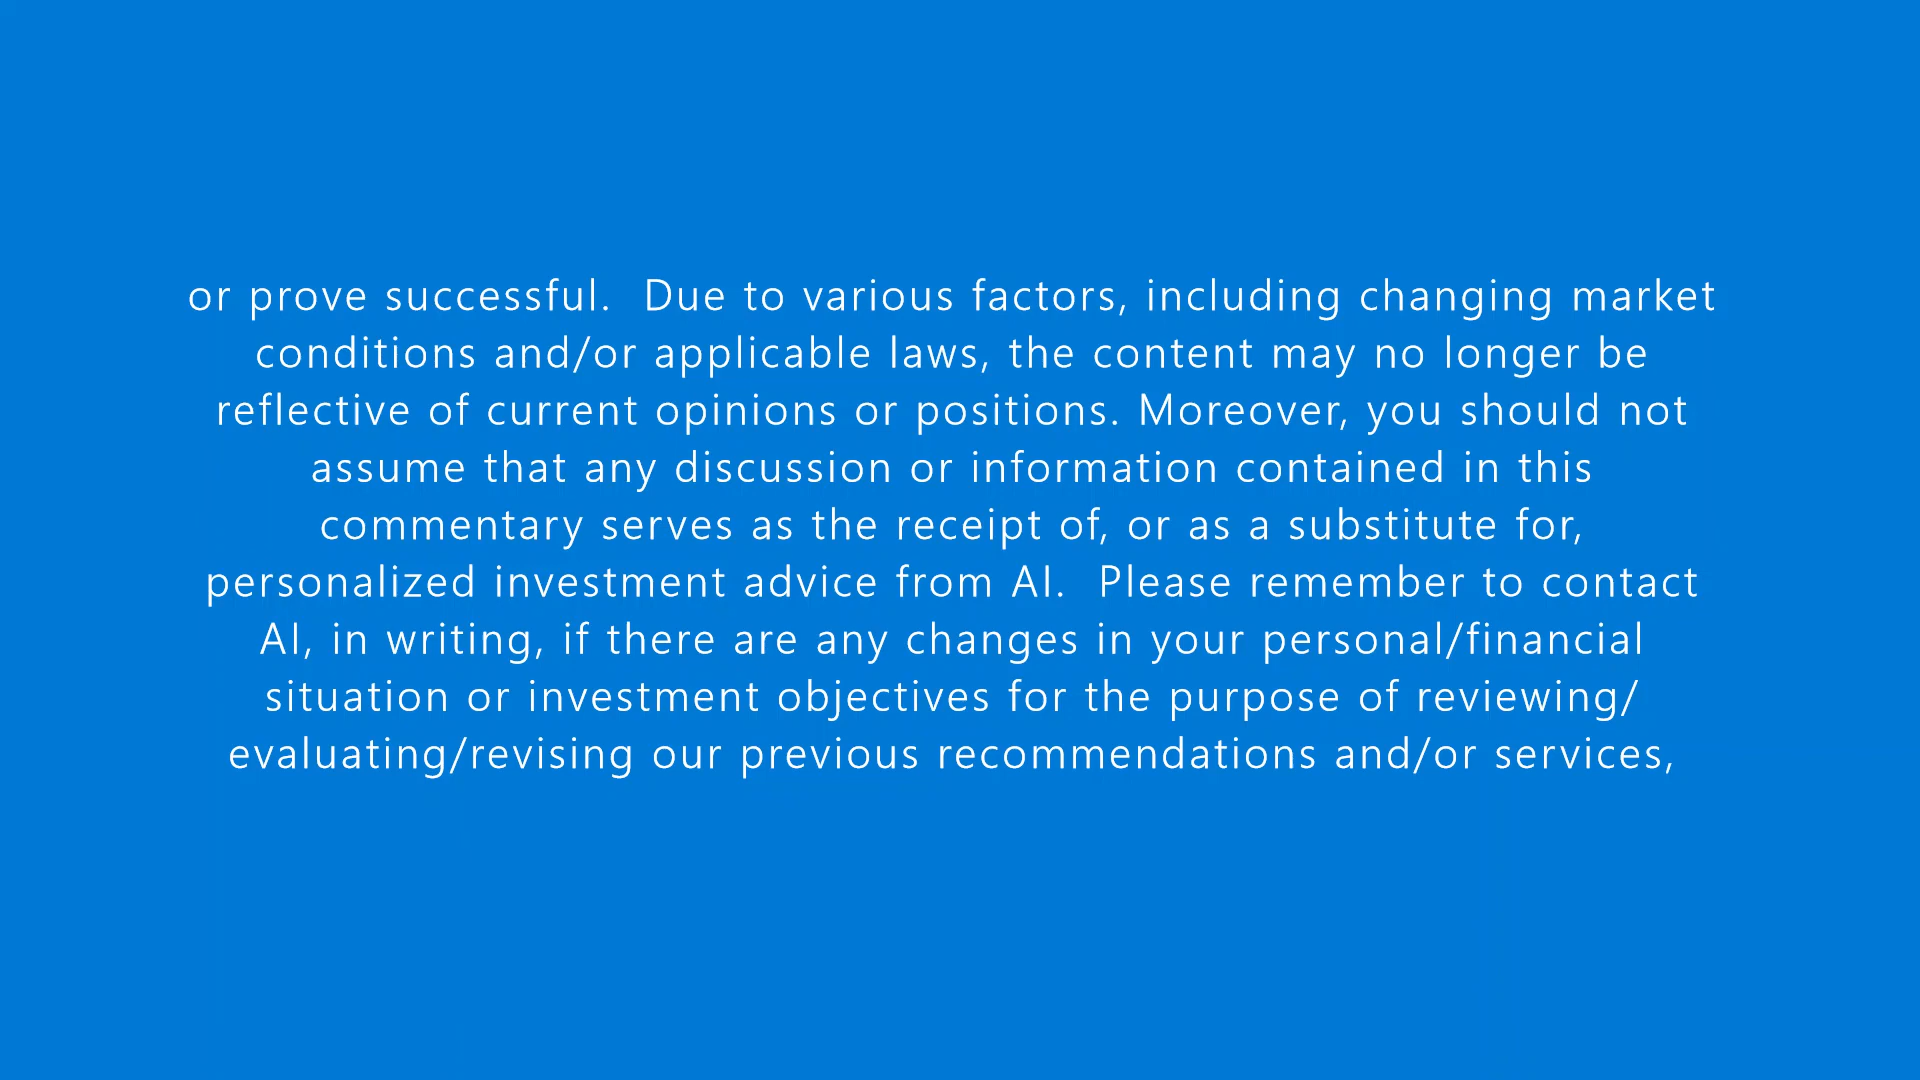 or prove successful.  Due to various factors, including changing market
conditions and/or applicable laws, the content may no longer be
reflective of current opinions or positions. Moreover, you should not
assume that any discussion or information contained in this
commentary serves as the receipt of, or as a substitute for,
personalized investment advice from AI.  Please remember to contact
AI, in writing, if there are any changes in your personal/financial
situation or investment objectives for the purpose of reviewing/
evaluating/revising our previous recommendations and/or services,